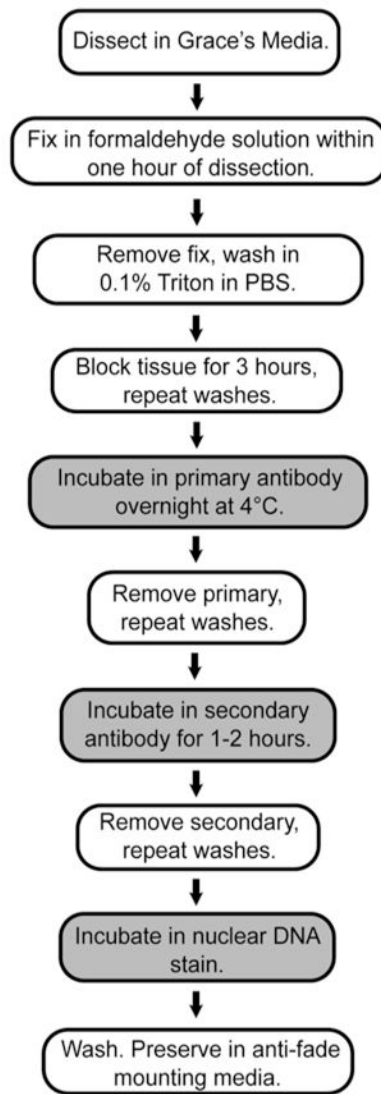 Dissect in Grace's Media.
Fix in formaldehyde solution within
one hour of dissection.
Remove fix, wash in
0.1% Triton in PBS.
Block tissue for 3 hours,
repeat washes.
Incubate in primary antibody
overnight at 4°C.
Remove primary,
repeat washes.
Incubate in secondary
antibody for 1-2 hours.
Remove secondary,
repeat washes.
Incubate in nuclear DNA
stain.
Wash. Preserve in anti-fade
mounting media.